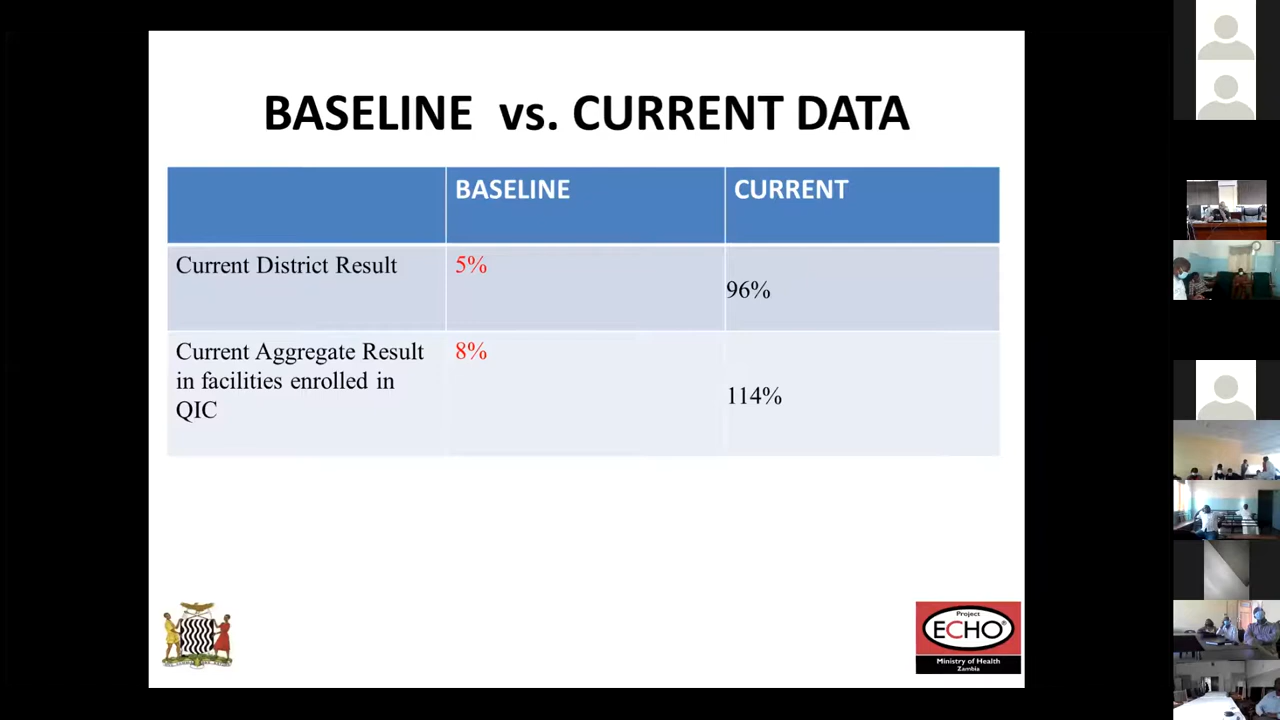 BASELINE vs. CURRENT DATA
BASELINE CURRENT
Current District Result 5% 96%
Current Aggregate Result 8%
in facilities enrolled in
QIC 114%
Project
ECHO®
Ministry of Health
Zambia